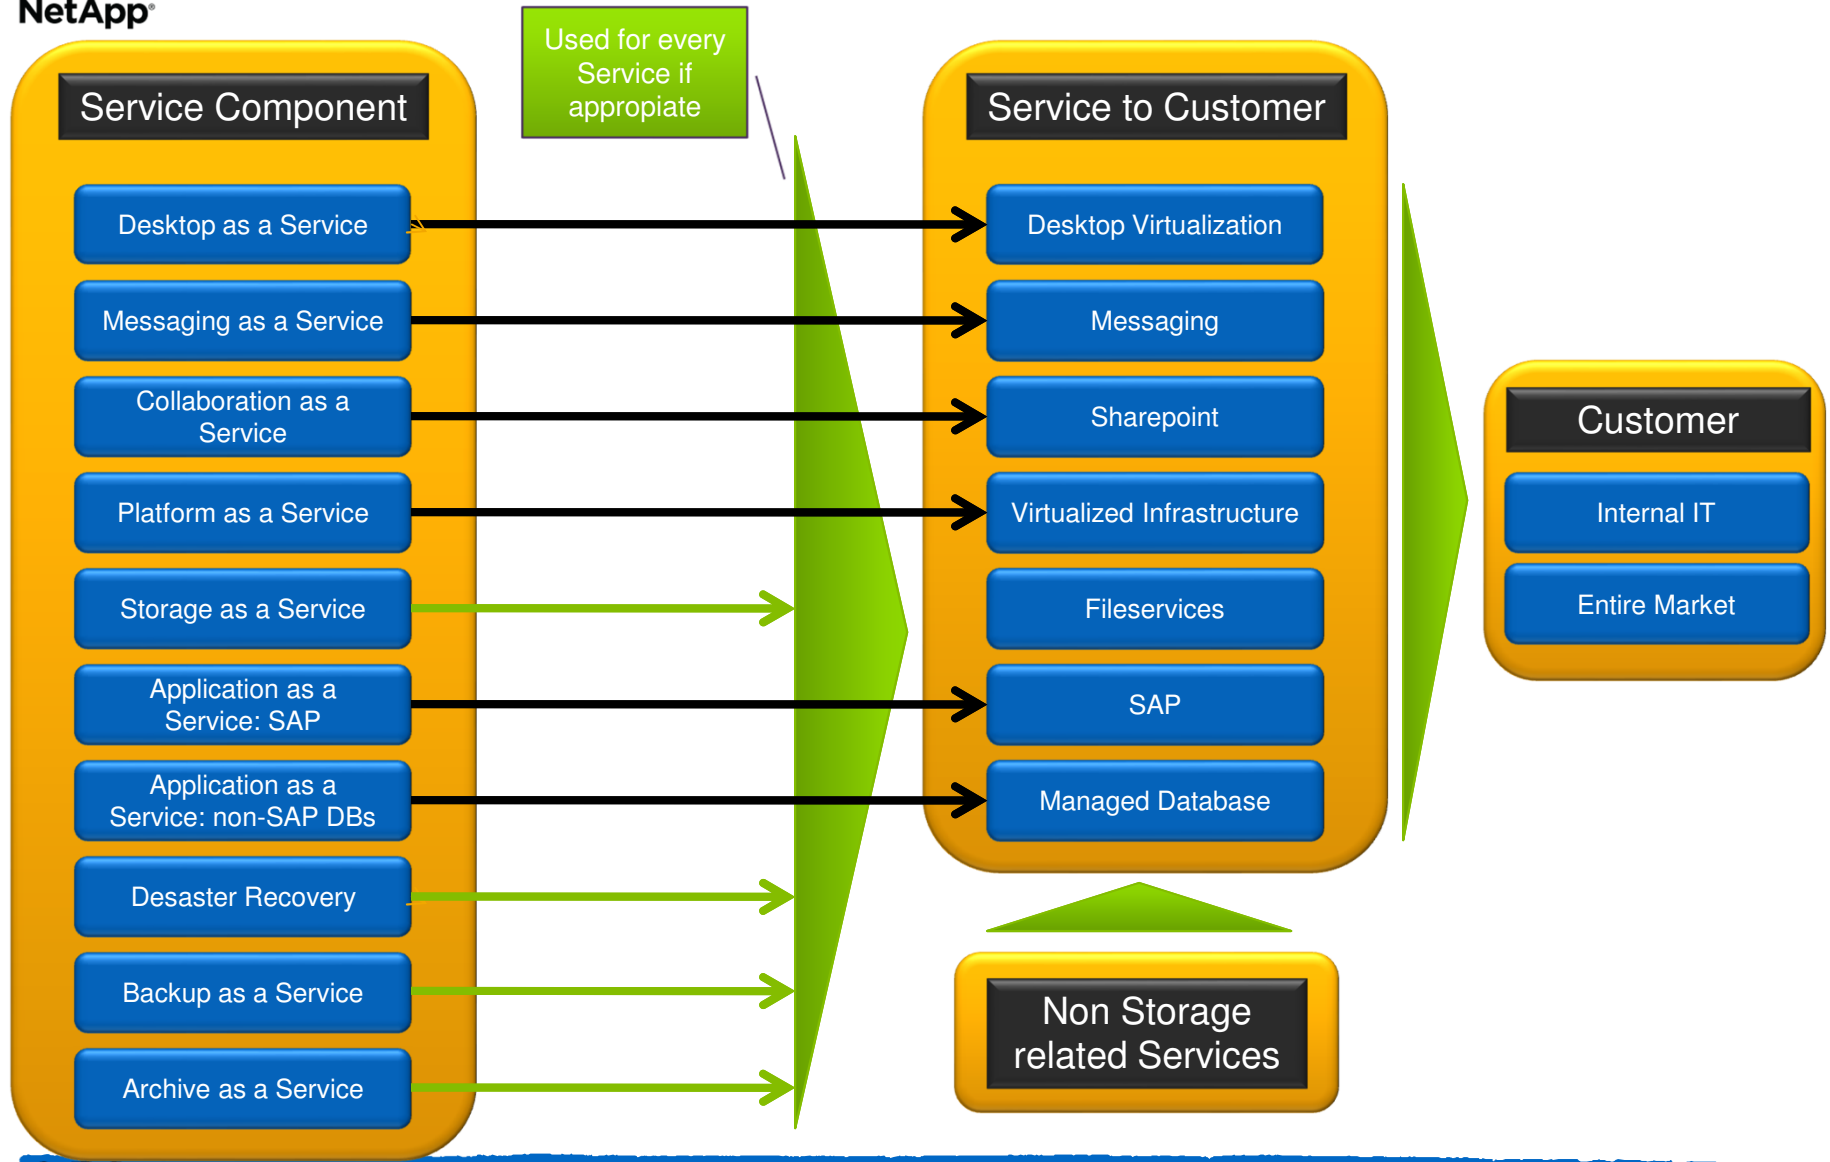 NetApp
Used for every
Service if
appropiate
Service Component
Desktop as a Service
Messaging as a Service
Collaboration as a
Service
Platform as a Service
Storage as a Service
Application as a
Service: SAP
Application as a
Service: non-SAP DBs
Desaster Recovery
Backup as a Service
Archive as a Service
Service to Customer
Desktop Virtualization
Messaging
Sharepoint
Virtualized Infrastructure
Fileservices
SAP
Managed Database
Non Storage
related Services
Customer
Internal IT
Entire Market